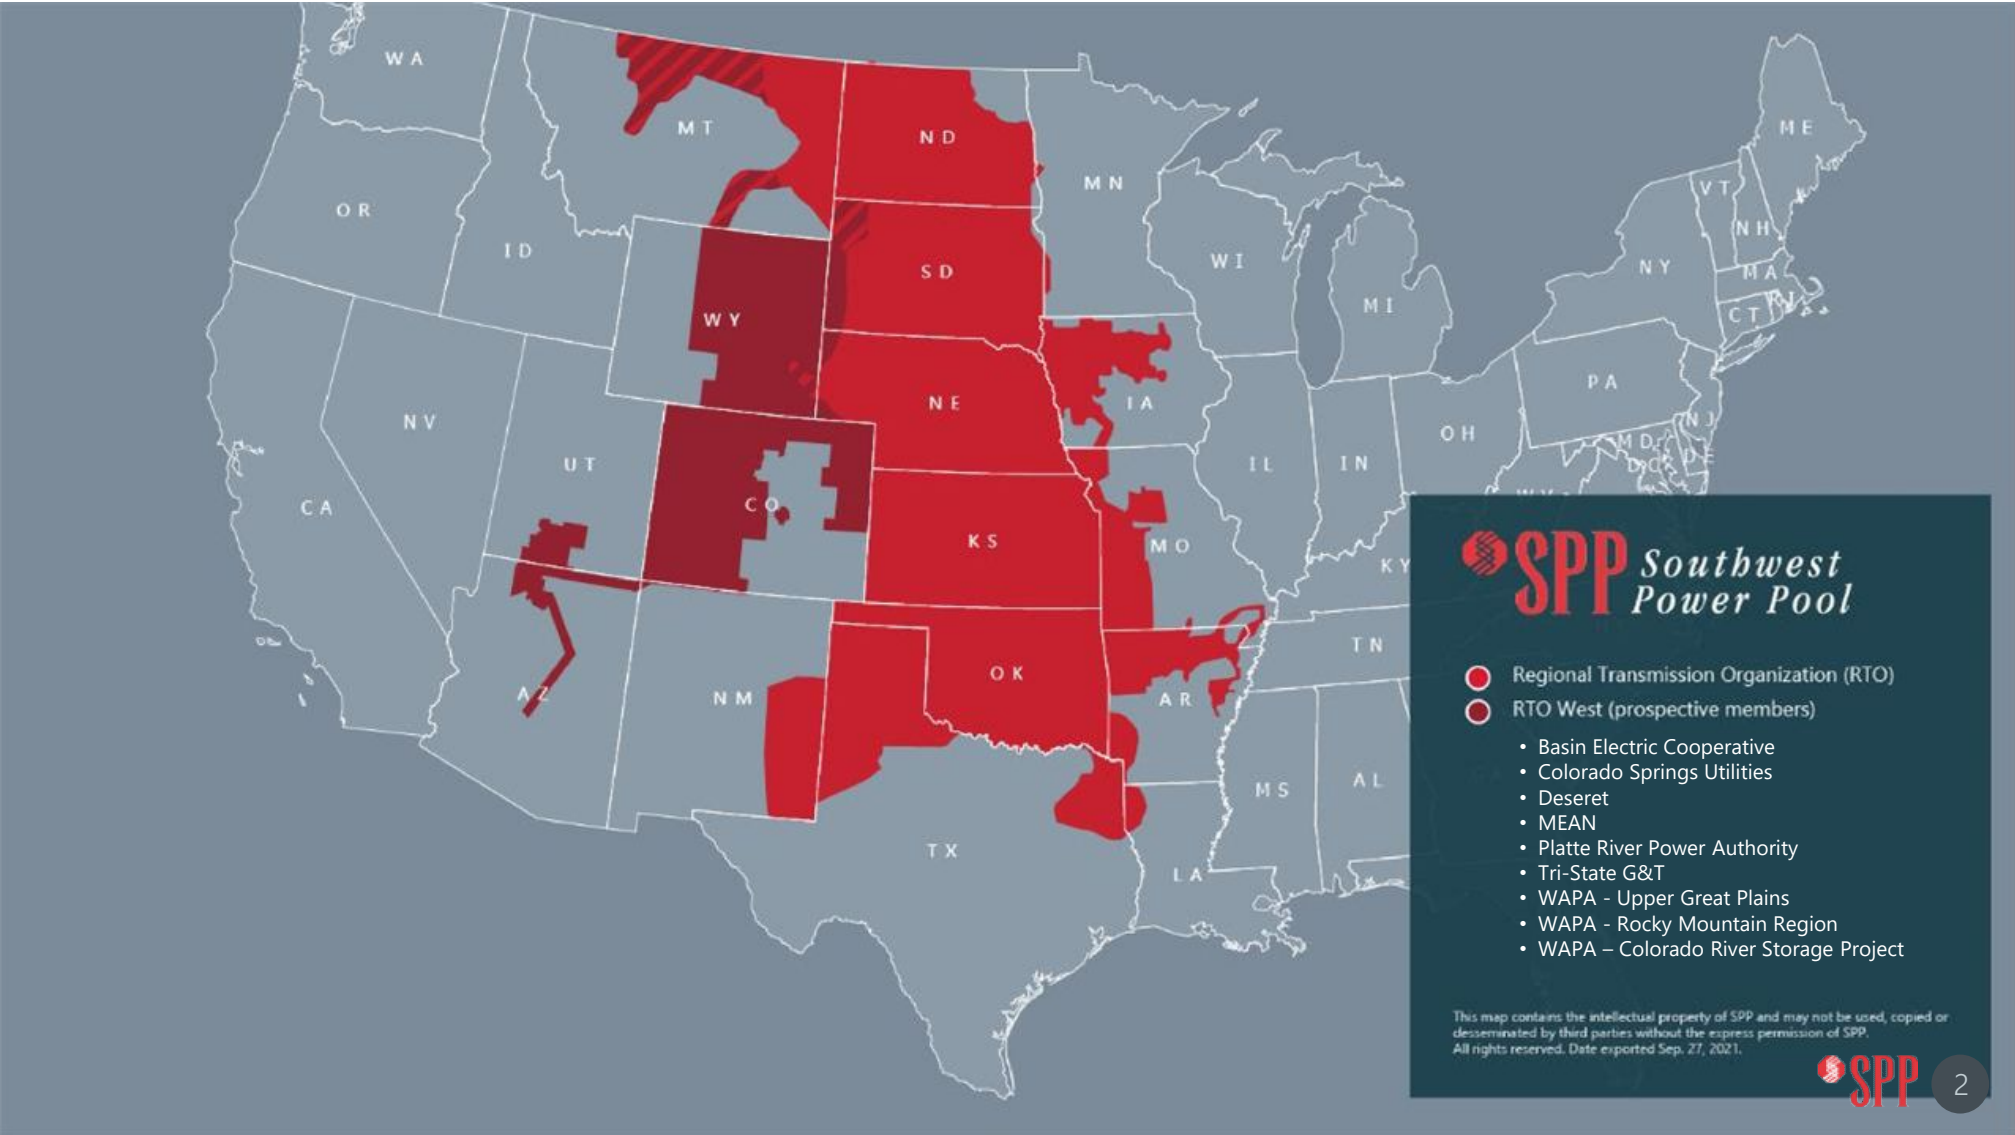 WA
MT
ND
MN
ME
OR
ID
SD
WI
VT
NH
NY
MA
RI
CT
WY
MI
NV
UT
NE
IA
PA
NJ
OH
MD
DE
DC
CA
CO
KS
MO
IL
IN
WV
KY
AZ
NM
OK
AR
TN
MS
AL
TX
LA
SPP Southwest
Power Pool
Regional Transmission Organization (RTO)
RTO West (prospective members)
• Basin Electric Cooperative
• Colorado Springs Utilities
• Deseret
• MEAN
• Platte River Power Authority
• Tri-State G&T
• WAPA - Upper Great Plains
• WAPA - Rocky Mountain Region
• WAPA – Colorado River Storage Project
This map contains the intellectual property of SPP and may not be used, copied or
desseminated by third parties without the express permission of SPP.
All rights reserved. Date exported Sep. 27, 2021.
SPP
2